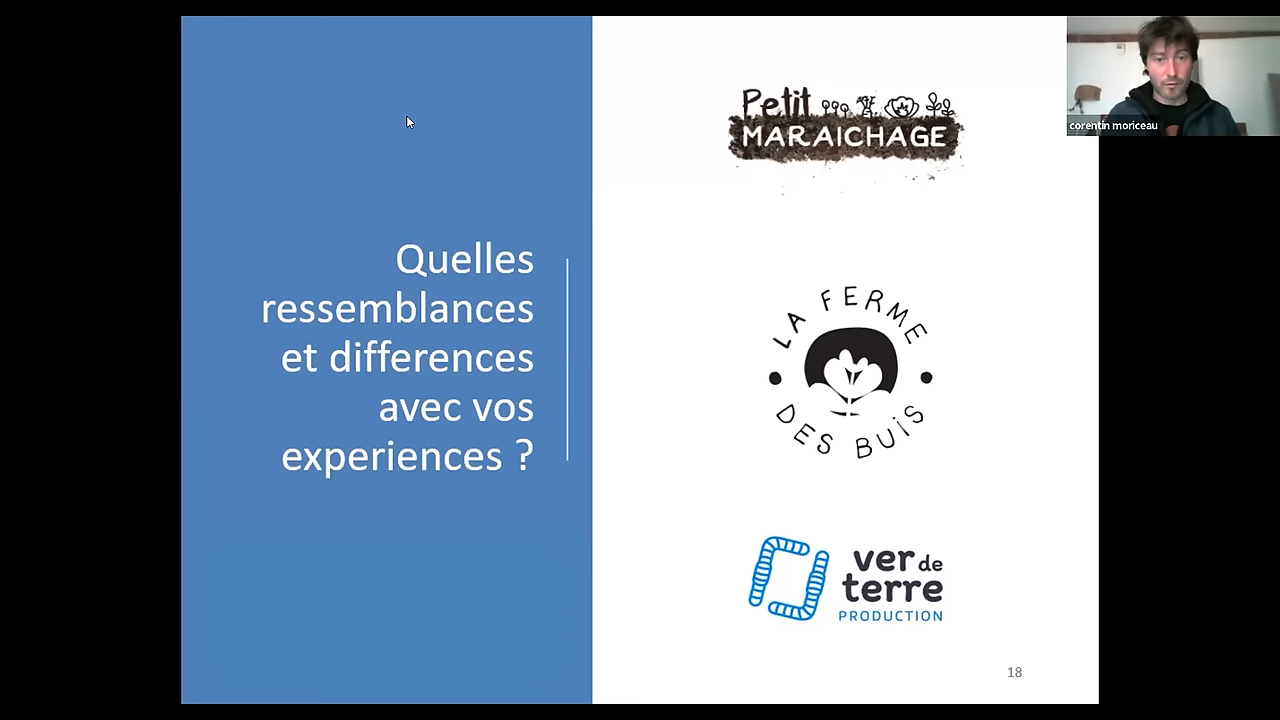 Quelles
ressemblances
et differences
avec vos
experiences ?
Petit
MARAICHAGE
LA FERME
DES BUIS
ver de
terre
PRODUCTION
18
corentin moriceau